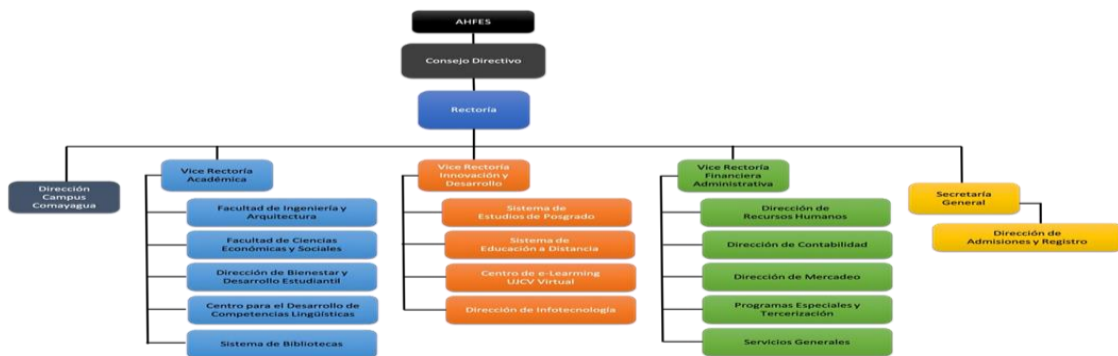 AHFES
Consejo Directivo
Rectoría
Dirección
Campus
Comayagua
Vice Rectoría
Académica
Facultad de Ingeniería y
Arquitectura
Facultad de Ciencias
Económicas y Sociales
Dirección de Bienestar y
Desarrollo Estudiantil
Centro para el Desarrollo de
Competencias Lingüísticas
Sistema de Bibliotecas
Vice Rectoría
Innovación y
Desarrollo
Sistema de
Estudios de Posgrado
Sistema de
Educación a Distancia
Centro de e-Learning
UJCV Virtual
Dirección de Infotecnología
Vice Rectoría
Financiera
Administrativa
Dirección de
Recursos Humanos
Dirección de Contabilidad
Dirección de Mercadeo
Programas Especiales y
Tercerización
Servicios Generales
Secretaría
General
Dirección de
Admisiones y Registro